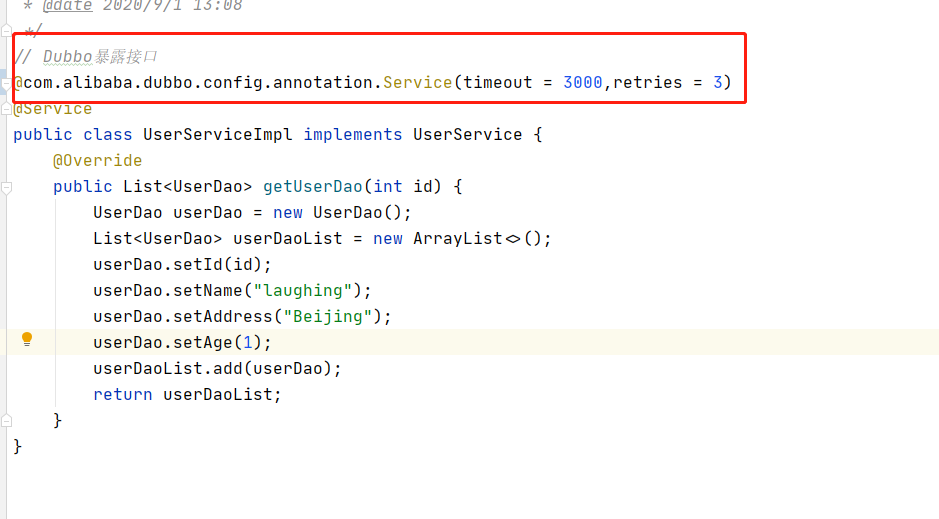 * @date 2020/9/1 13:08
*/
// Dubbo暴露接口
@com.alibaba.dubbo.config.annotation.Service(timeout = 3000,retries = 3)
@Service
public class UserServiceImpl implements UserService {
@Override
public List<UserDao> getUserDao(int id) {
UserDao userDao = new UserDao();
List<UserDao> userDaoList = new ArrayList<>();
userDao.setId(id);
userDao.setName("laughing");
userDao.setAddress("Beijing");
userDao.setAge(1);
userDaoList.add(userDao);
return userDaoList;
}
}